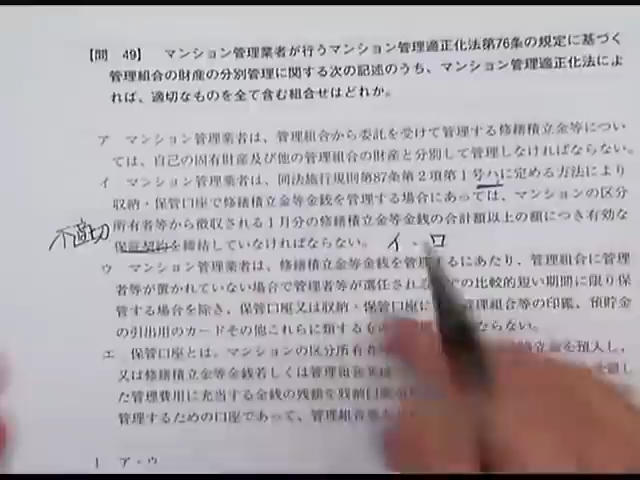 【問 49】 マンション管理業者が行うマンション管理適正化法第76条の規定に基づく
管理組合の財産の分別管理に関する次の記述のうち、マンション管理適正化法によ
れば、適切なものを全て含む組合せはどれか。
ア マンション管理業者は、管理組合から委託を受けて管理する修繕積立金等につい
ては、自己の固有財産及び他の管理組合の財産と分別して管理しなければならない。
イ マンション管理業者は、同法施行規則第87条第2項第1号ハに定める方法により
収納・保管口座で修繕積立金等金銭を管理する場合にあっては、マンションの区分
所有者等から徴収される1月分の修繕積立金等金銭の合計額以上の額につき有効な
不適切
保証契約を締結していなければならない。 イ・ロ
ウ マンション管理業者は、修繕積立金等金銭を管理するにあたり、管理組合に管理
者等が置かれていない場合で管理者等が選任される での比較的短い期間に限り保
管する場合を除き、保管口座又は収納・保管口座に 管理組合等の印鑑、預貯金
の引出用のカードその他これらに類するもの ならない。
エ 保管口座とは、マンションの区分所有者 立金を預入し、
又は修繕積立金等金銭若しくは管理組合
た管理費用に充当する金銭の残額を
管理するための口座であって、管理組合等を
1 ア・ウ